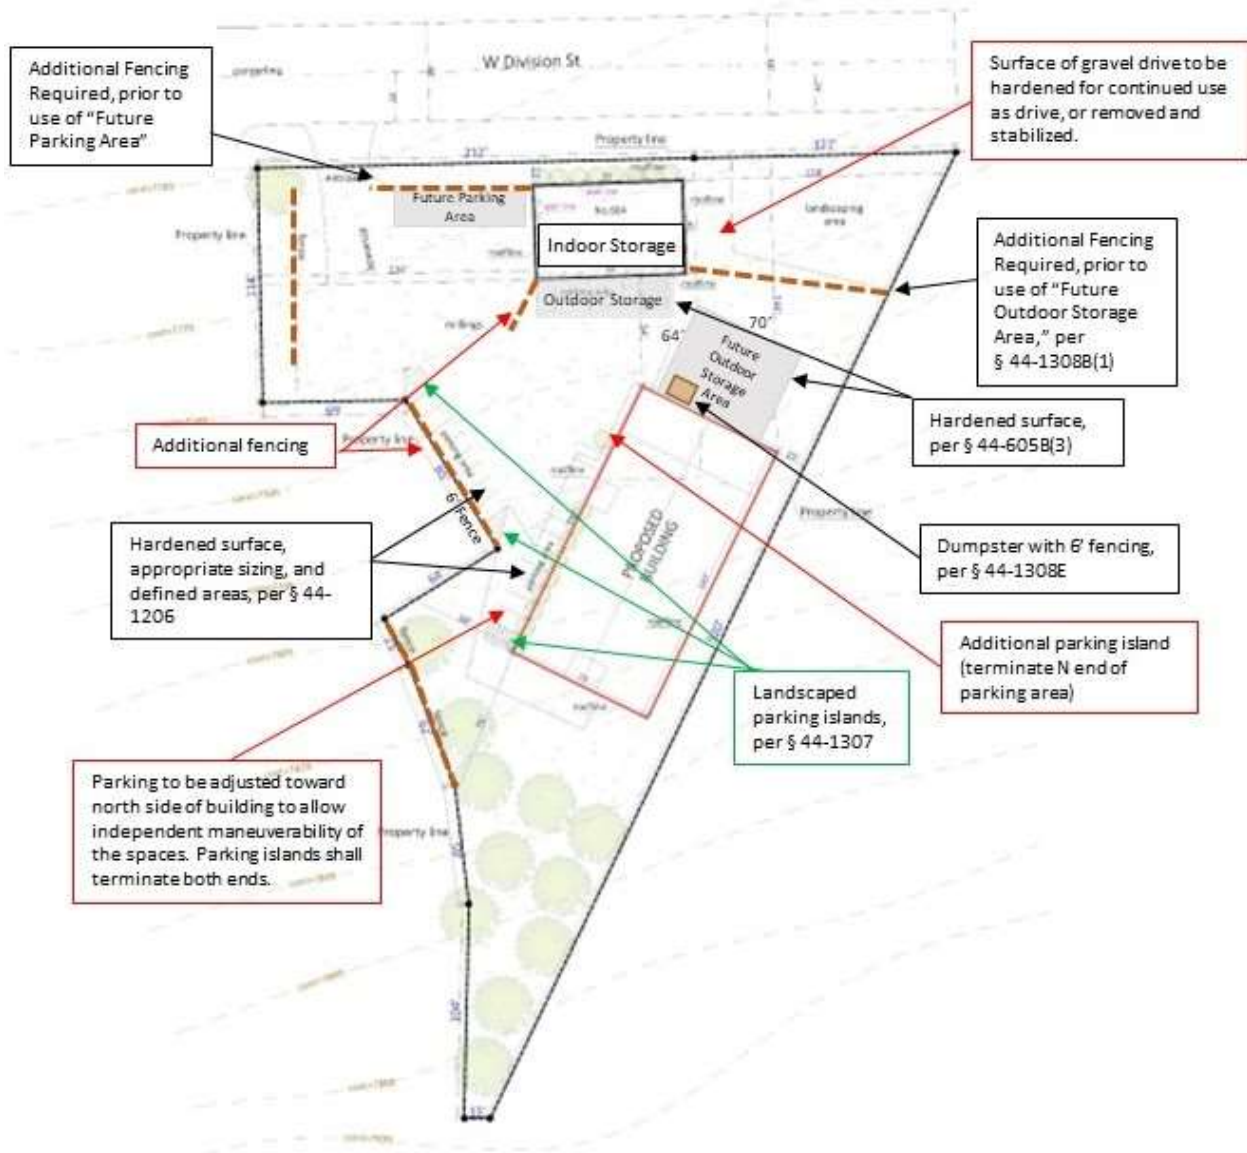 W Division St
Additional Fencing
Required, prior to
use of “Future
Parking Area”
Surface of gravel drive to be
hardened for continued use
as drive, or removed and
stabilized.
Property line
212'
Future Parking
Area
Indoor Storage
roofline
landscaping
area
Property line
114'
Outdoor Storage
roofline
Additional Fencing
Required, prior to
use of “Future
Outdoor Storage
Area,” per
§ 44-1308B(1)
70'
64'
Future
Outdoor
Storage
Area
Additional fencing
Property line
parking area
6' Fence
Hardened surface,
per § 44-605B(3)
Hardened surface,
appropriate sizing, and
defined areas, per § 44-
1206
PROPOSED
BUILDING
Property line
Dumpster with 6’ fencing,
per § 44-1308E
Additional parking island
(terminate N end of
parking area)
Landscaped
parking islands,
per § 44-1307
Parking to be adjusted toward
north side of building to allow
independent maneuverability of
the spaces. Parking islands shall
terminate both ends.
Property line
104'